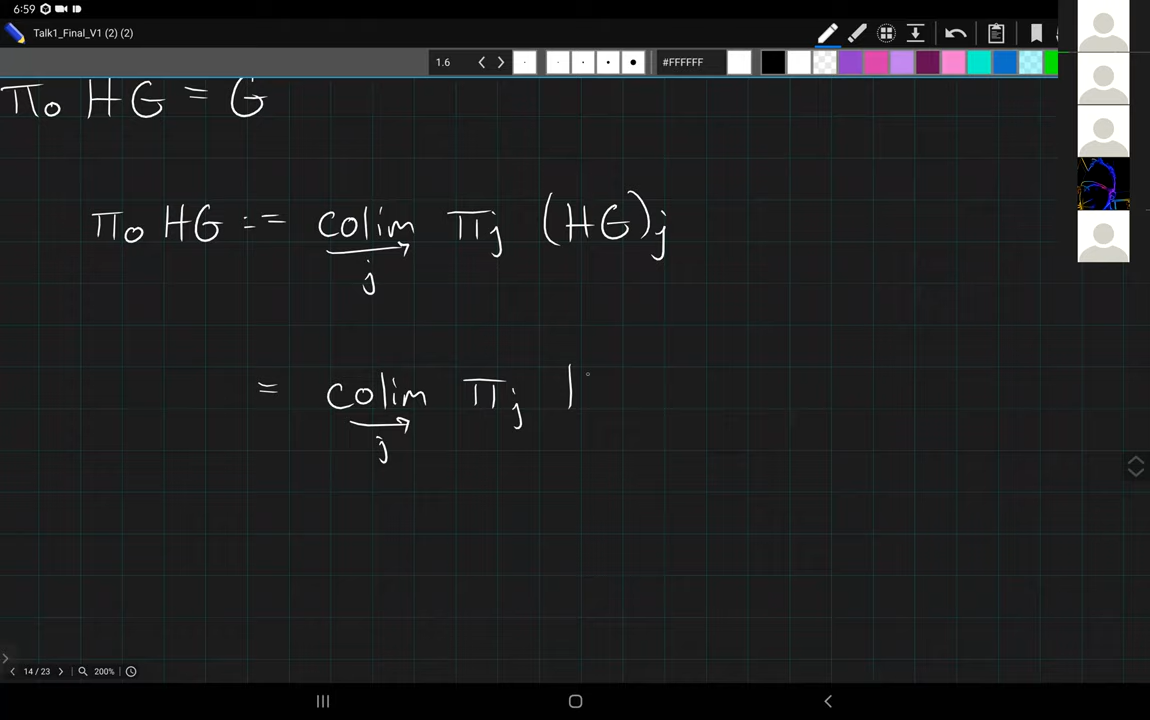 6:59
Talk1_Final_V1 (2) (2)
1.6 #FFFFFF
π₀ HG = G
π₀ HG := colim πⱼ (HG)ⱼ
j
= colim πⱼ
j
14 / 23 200%